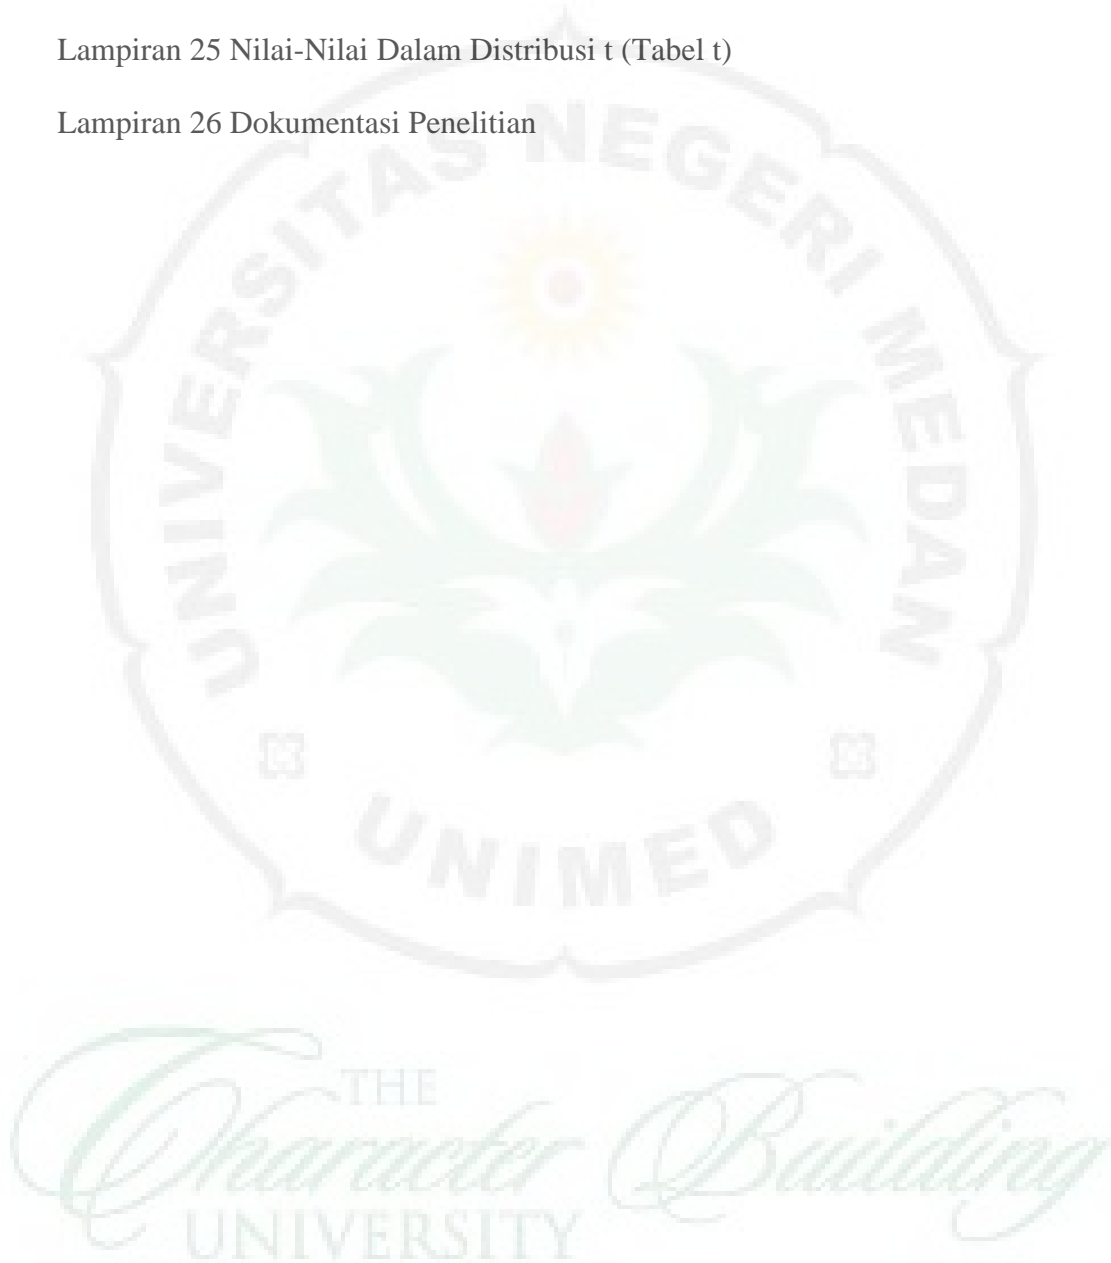 Lampiran 25 Nilai-Nilai Dalam Distribusi t (Tabel t)
Lampiran 26 Dokumentasi Penelitian
UNIVERSITAS NEGERI MEDAN
UNIMED
THE
Character Building
UNIVERSITY